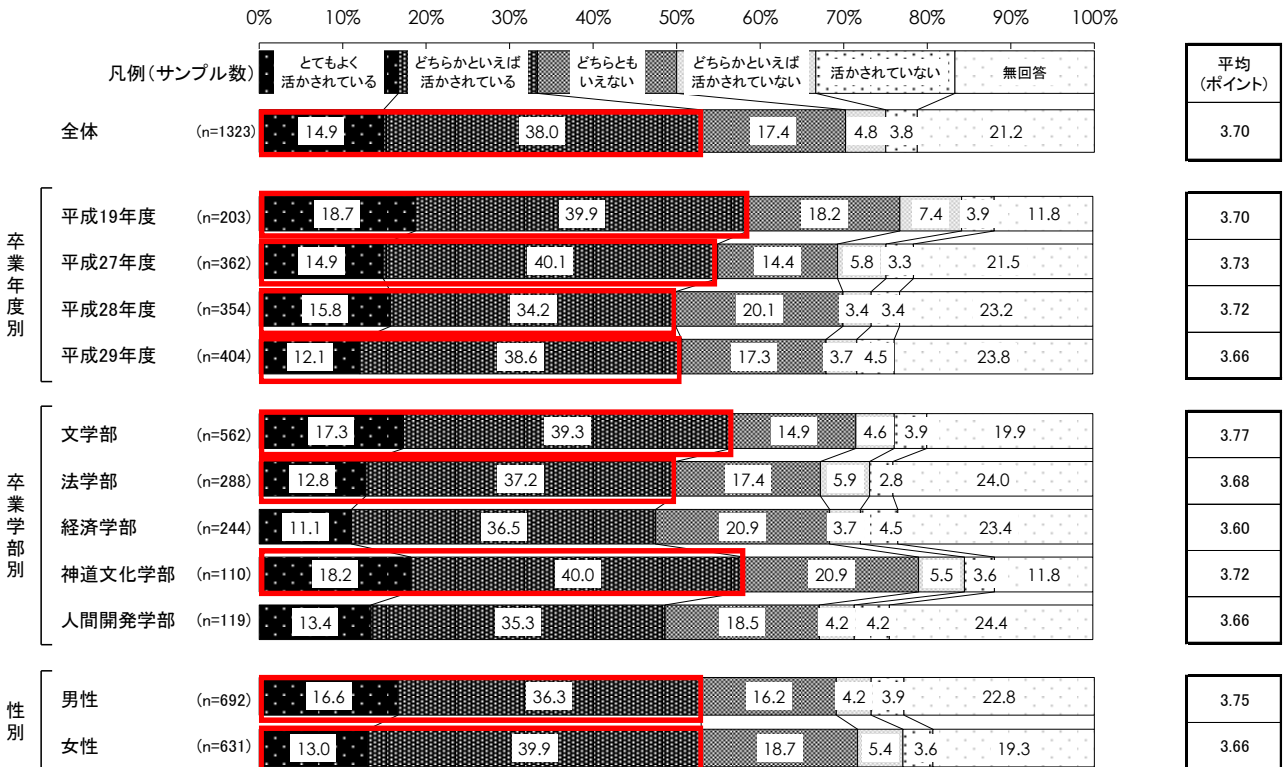 0% 10% 20% 30% 40% 50% 60% 70% 80% 90% 100%
凡例(サンプル数) とてもよく活かされている どちらかといえば活かされている どちらともいえない どちらかといえば活かされていない 活かされていない 無回答 平均(ポイント)
全体 (n=1323) 14.9 38.0 17.4 4.8 3.8 21.2 3.70
卒業年度別
平成19年度 (n=203) 18.7 39.9 18.2 7.4 3.9 11.8 3.70
平成27年度 (n=362) 14.9 40.1 14.4 5.8 3.3 21.5 3.73
平成28年度 (n=354) 15.8 34.2 20.1 3.4 3.4 23.2 3.72
平成29年度 (n=404) 12.1 38.6 17.3 3.7 4.5 23.8 3.66
卒業学部別
文学部 (n=562) 17.3 39.3 14.9 4.6 3.9 19.9 3.77
法学部 (n=288) 12.8 37.2 17.4 5.9 2.8 24.0 3.68
経済学部 (n=244) 11.1 36.5 20.9 3.7 4.5 23.4 3.60
神道文化学部 (n=110) 18.2 40.0 20.9 5.5 3.6 11.8 3.72
人間開発学部 (n=119) 13.4 35.3 18.5 4.2 4.2 24.4 3.66
性別
男性 (n=692) 16.6 36.3 16.2 4.2 3.9 22.8 3.75
女性 (n=631) 13.0 39.9 18.7 5.4 3.6 19.3 3.66